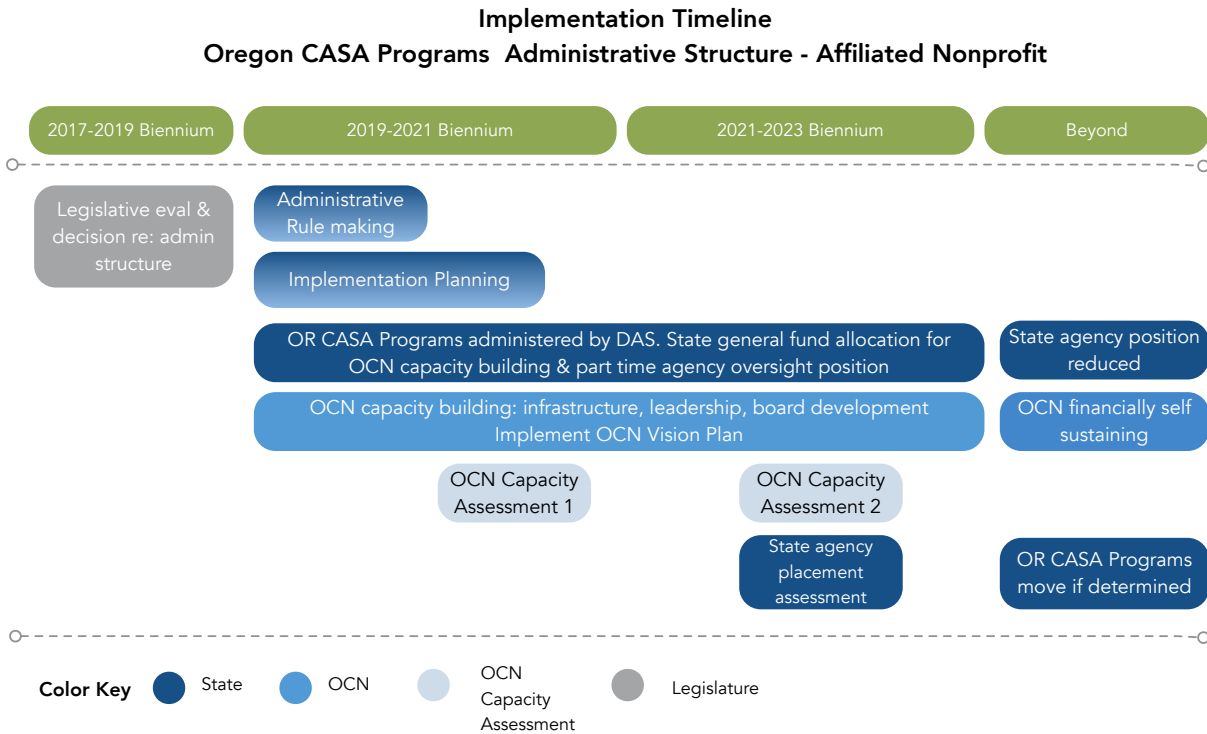 Implementation Timeline
Oregon CASA Programs Administrative Structure - Affiliated Nonprofit
2017-2019 Biennium
2019-2021 Biennium
2021-2023 Biennium
Beyond
Legislative eval &
decision re: admin
structure
Administrative
Rule making
Implementation Planning
OR CASA Programs administered by DAS. State general fund allocation for
OCN capacity building & part time agency oversight position
State agency position
reduced
OCN capacity building: infrastructure, leadership, board development
Implement OCN Vision Plan
OCN financially self
sustaining
OCN Capacity
Assessment 1
OCN Capacity
Assessment 2
State agency
placement
assessment
OR CASA Programs
move if determined
Color Key
State
OCN
OCN
Capacity
Assessment
Legislature